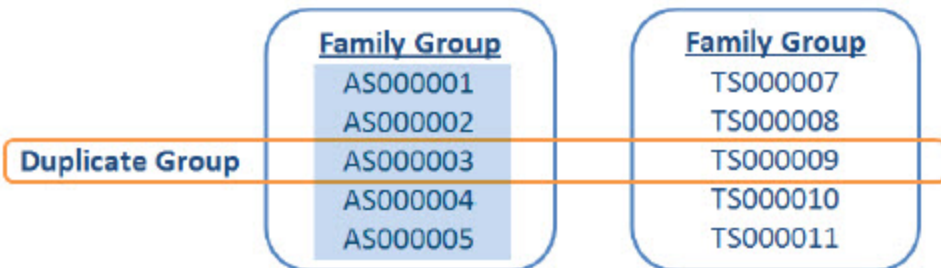 Family Group Family Group
AS000001 TS000007
AS000002 TS000008
Duplicate Group AS000003 TS000009
AS000004 TS000010
AS000005 TS000011